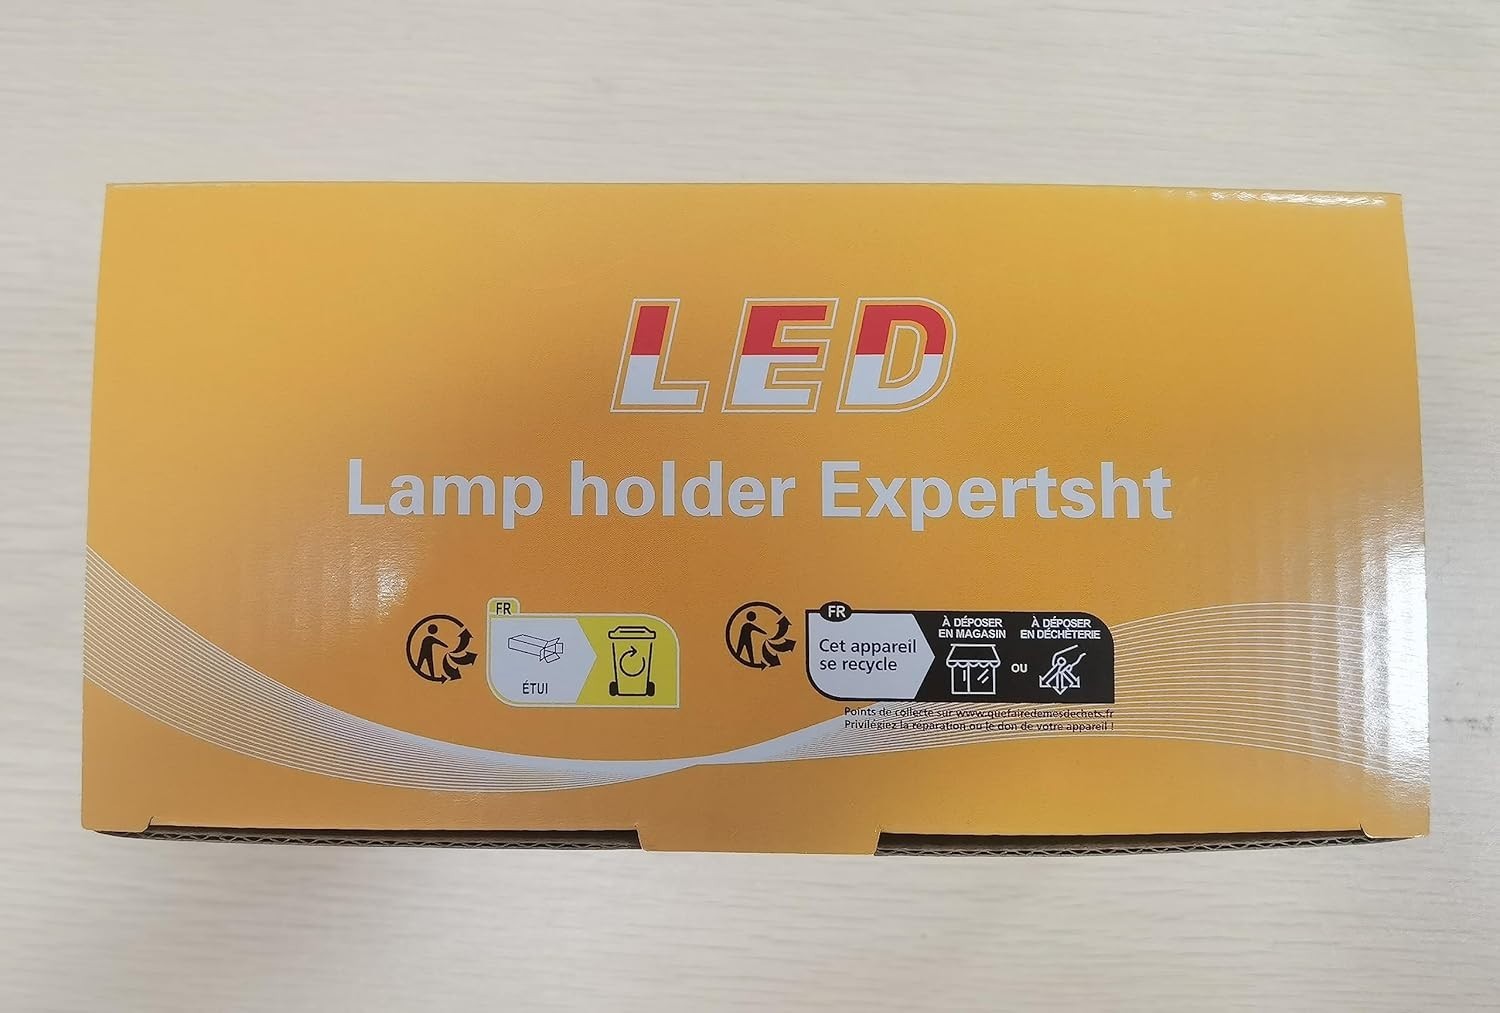 LED
Lamp holder Expertsht
FR
ÉTUI
FR
Cet appareil
se recycle
À DÉPOSER
EN MAGASIN
OU
À DÉPOSER
EN DÉCHÈTERIE
Points de collecte sur www.quefairedemesdechets.fr
Privilégiez la réparation ou le don de votre appareil !